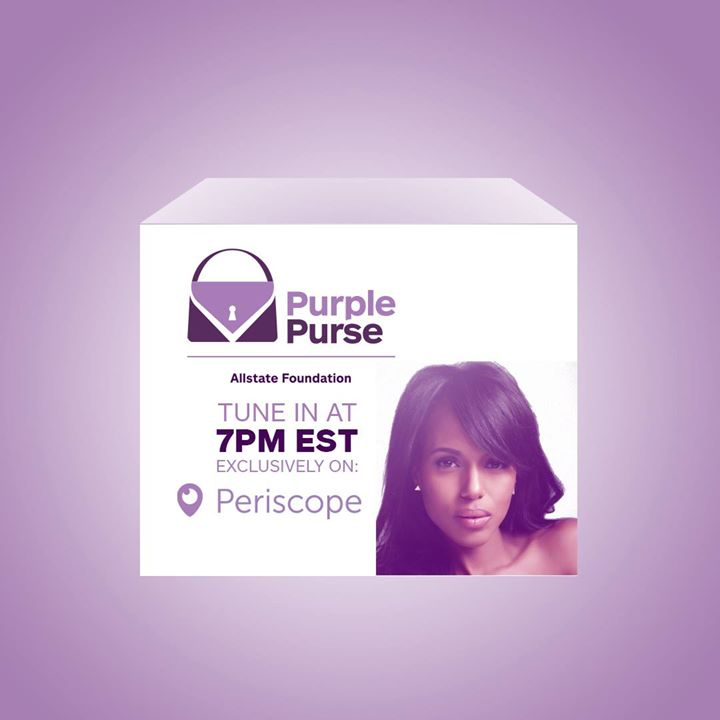 Purple
Purse
Allstate Foundation
TUNE IN AT
7PM EST
EXCLUSIVELY ON:
Periscope